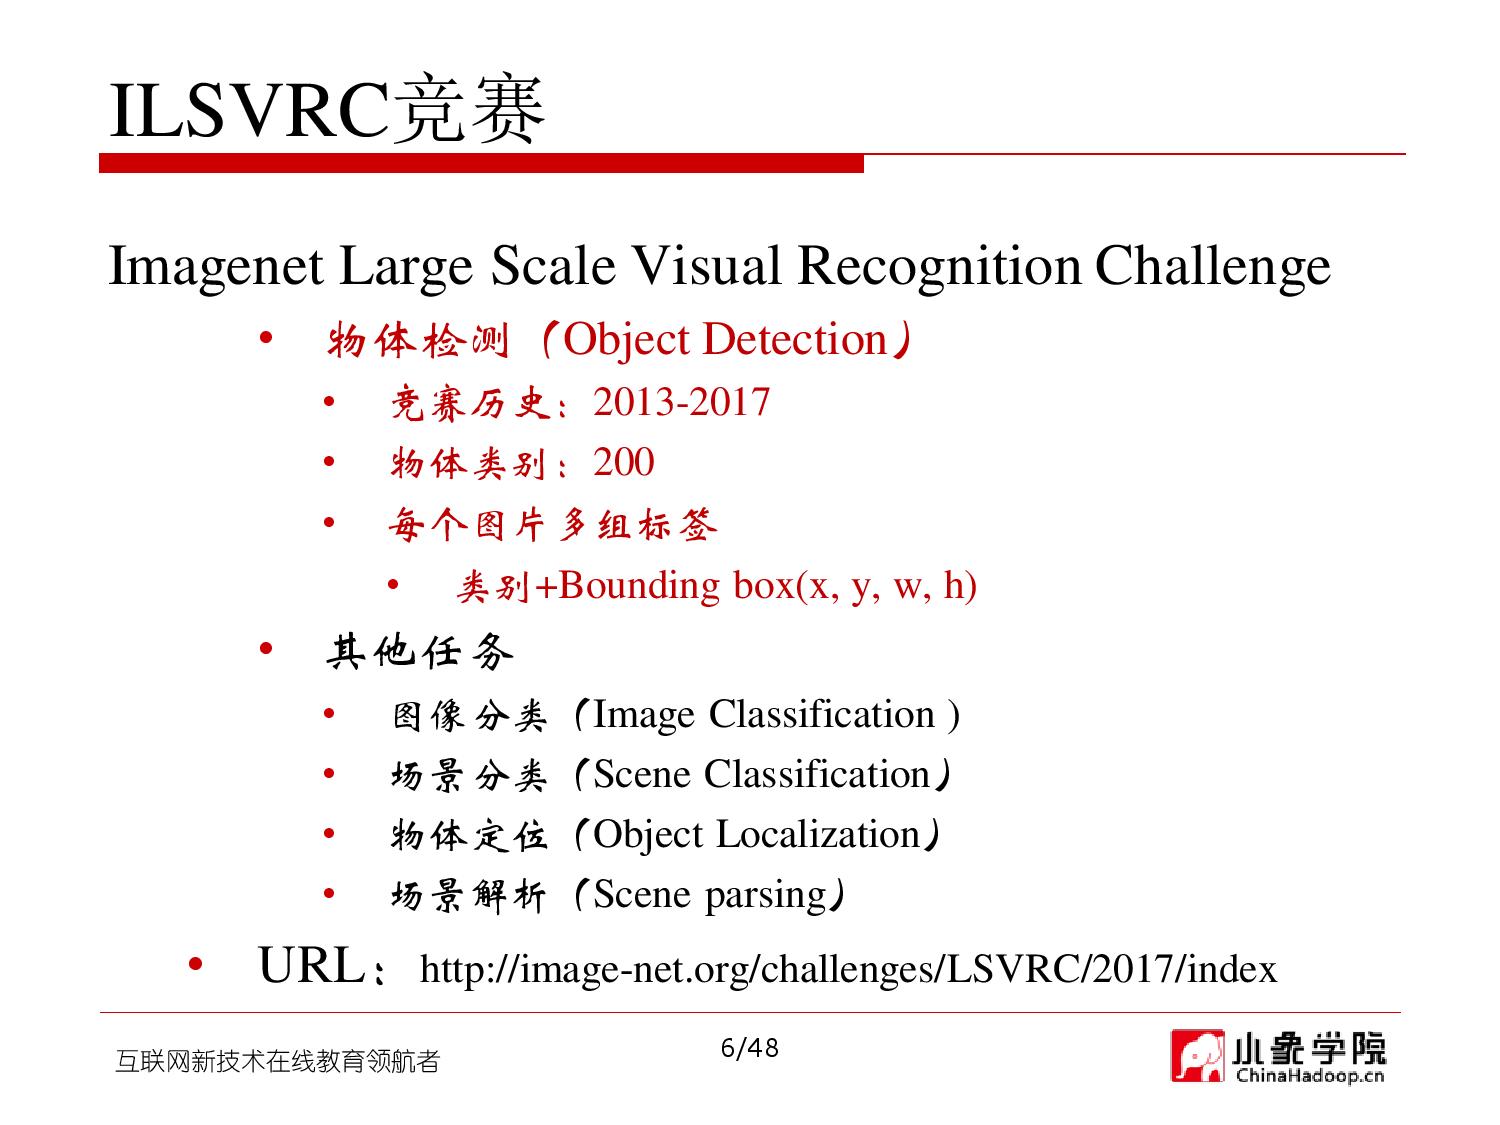 ILSVRC竞赛
Imagenet Large Scale Visual Recognition Challenge
• 物体检测（Object Detection）
• 竞赛历史：2013-2017
• 物体类别：200
• 每个图片多组标签
• 类别+Bounding box(x, y, w, h)
• 其他任务
• 图像分类（Image Classification )
• 场景分类（Scene Classification）
• 物体定位（Object Localization）
• 场景解析（Scene parsing）
• URL：http://image-net.org/challenges/LSVRC/2017/index
互联网新技术在线教育领航者
6/48
小象学院
ChinaHadoop.cn